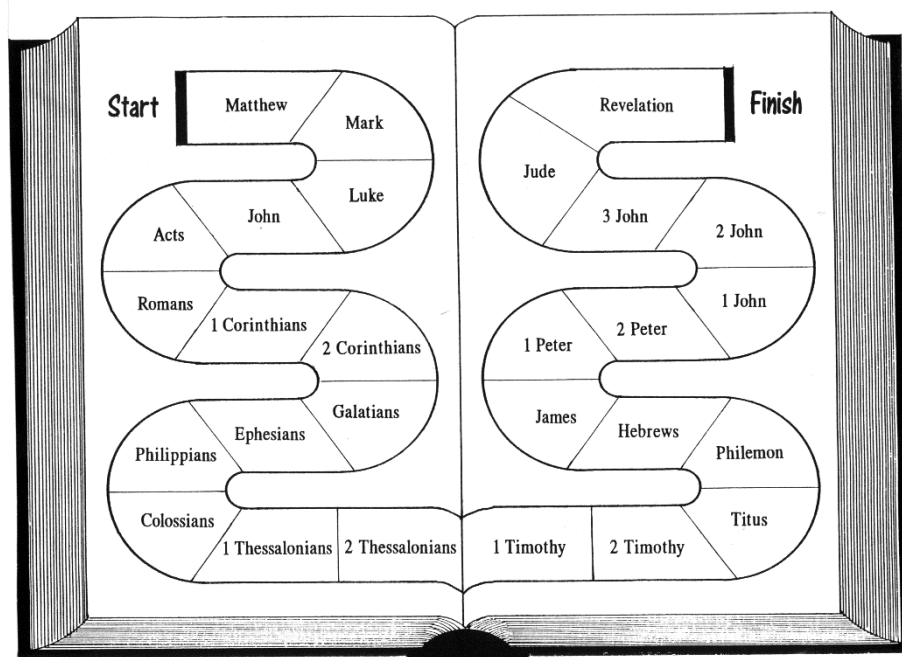 Start
Matthew
Mark
Luke
John
Acts
Romans
1 Corinthians
2 Corinthians
Galatians
Ephesians
Philippians
Colossians
1 Thessalonians
2 Thessalonians
1 Timothy
2 Timothy
Titus
Philemon
Hebrews
James
1 Peter
2 Peter
1 John
2 John
3 John
Jude
Revelation
Finish